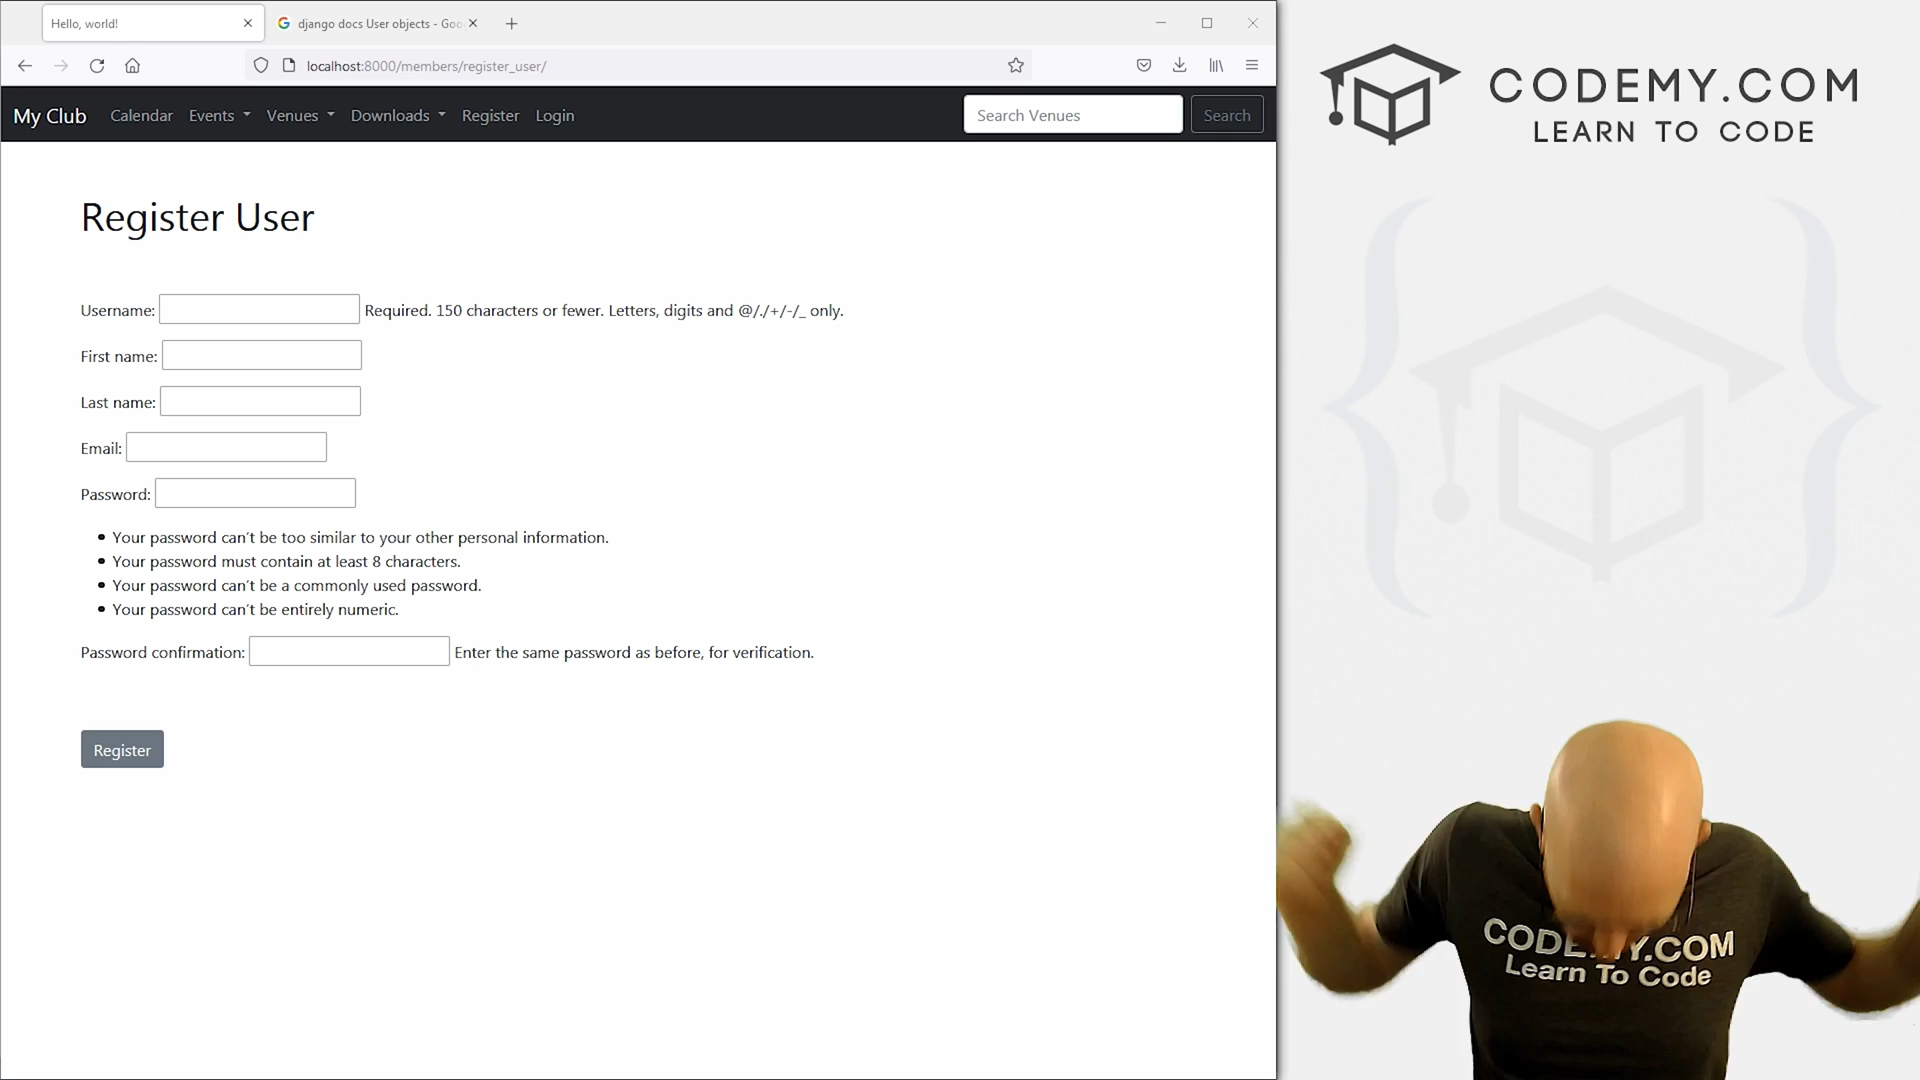 Hello, world!
django docs User objects - Goo
localhost:8000/members/register_user/
My Club Calendar Events Venues Downloads Register Login Search Venues Search
Register User
Username: Required. 150 characters or fewer. Letters, digits and @/./+/-/_ only.
First name:
Last name:
Email:
Password:
Your password can't be too similar to your other personal information.
Your password must contain at least 8 characters.
Your password can't be a commonly used password.
Your password can't be entirely numeric.
Password confirmation: Enter the same password as before, for verification.
Register
CODEMY.COM
LEARN TO CODE
CODEMY.COM
Learn To Code